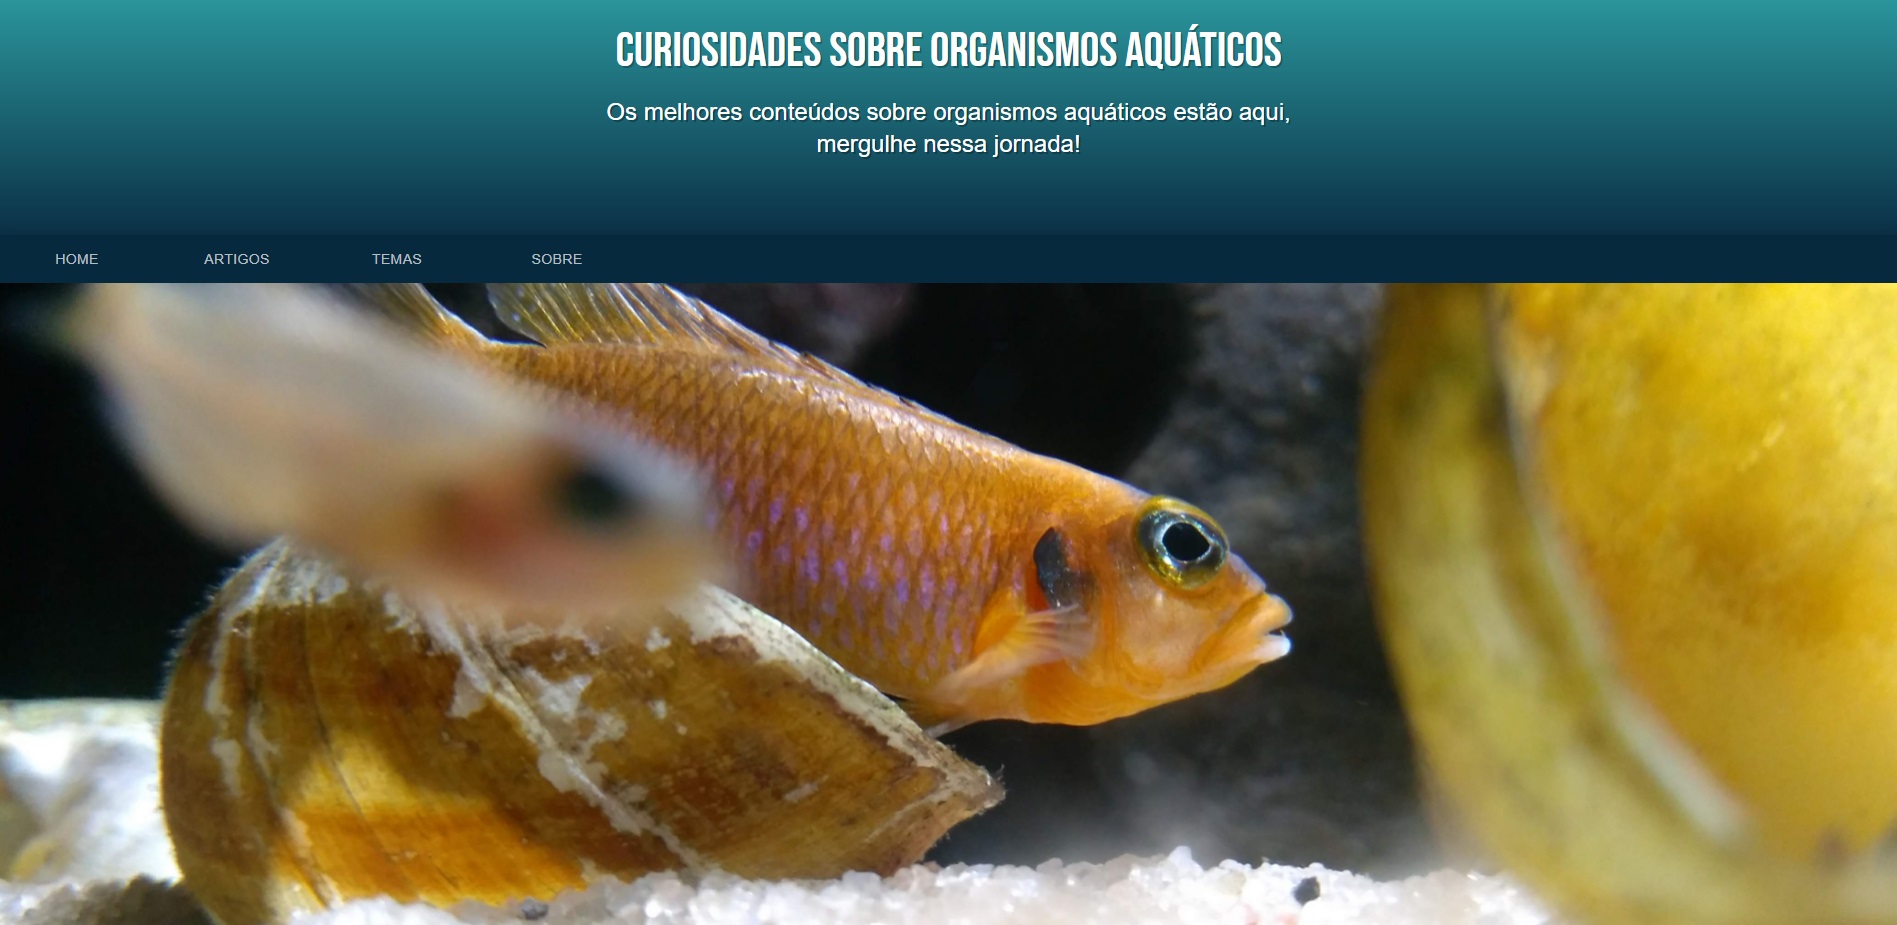 CURIOSIDADES SOBRE ORGANISMOS AQUÁTICOS
Os melhores conteúdos sobre organismos aquáticos estão aqui,
mergulhe nessa jornada!
HOME ARTIGOS TEMAS SOBRE